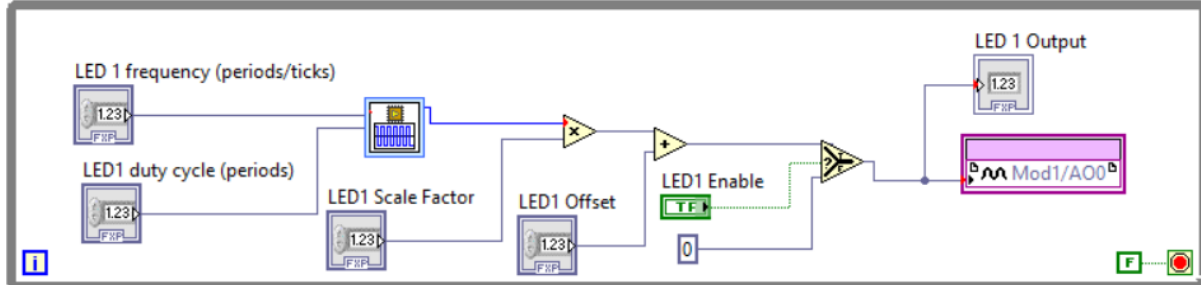 LED 1 frequency (periods/ticks)
1.23
FXP
LED1 duty cycle (periods)
1.23
FXP
LED1 Scale Factor
1.23
FXP
x
+
LED1 Offset
1.23
FXP
LED1 Enable
TF
0
?
T
F
LED 1 Output
1.23
FXP
Mod1/AO0
i
F